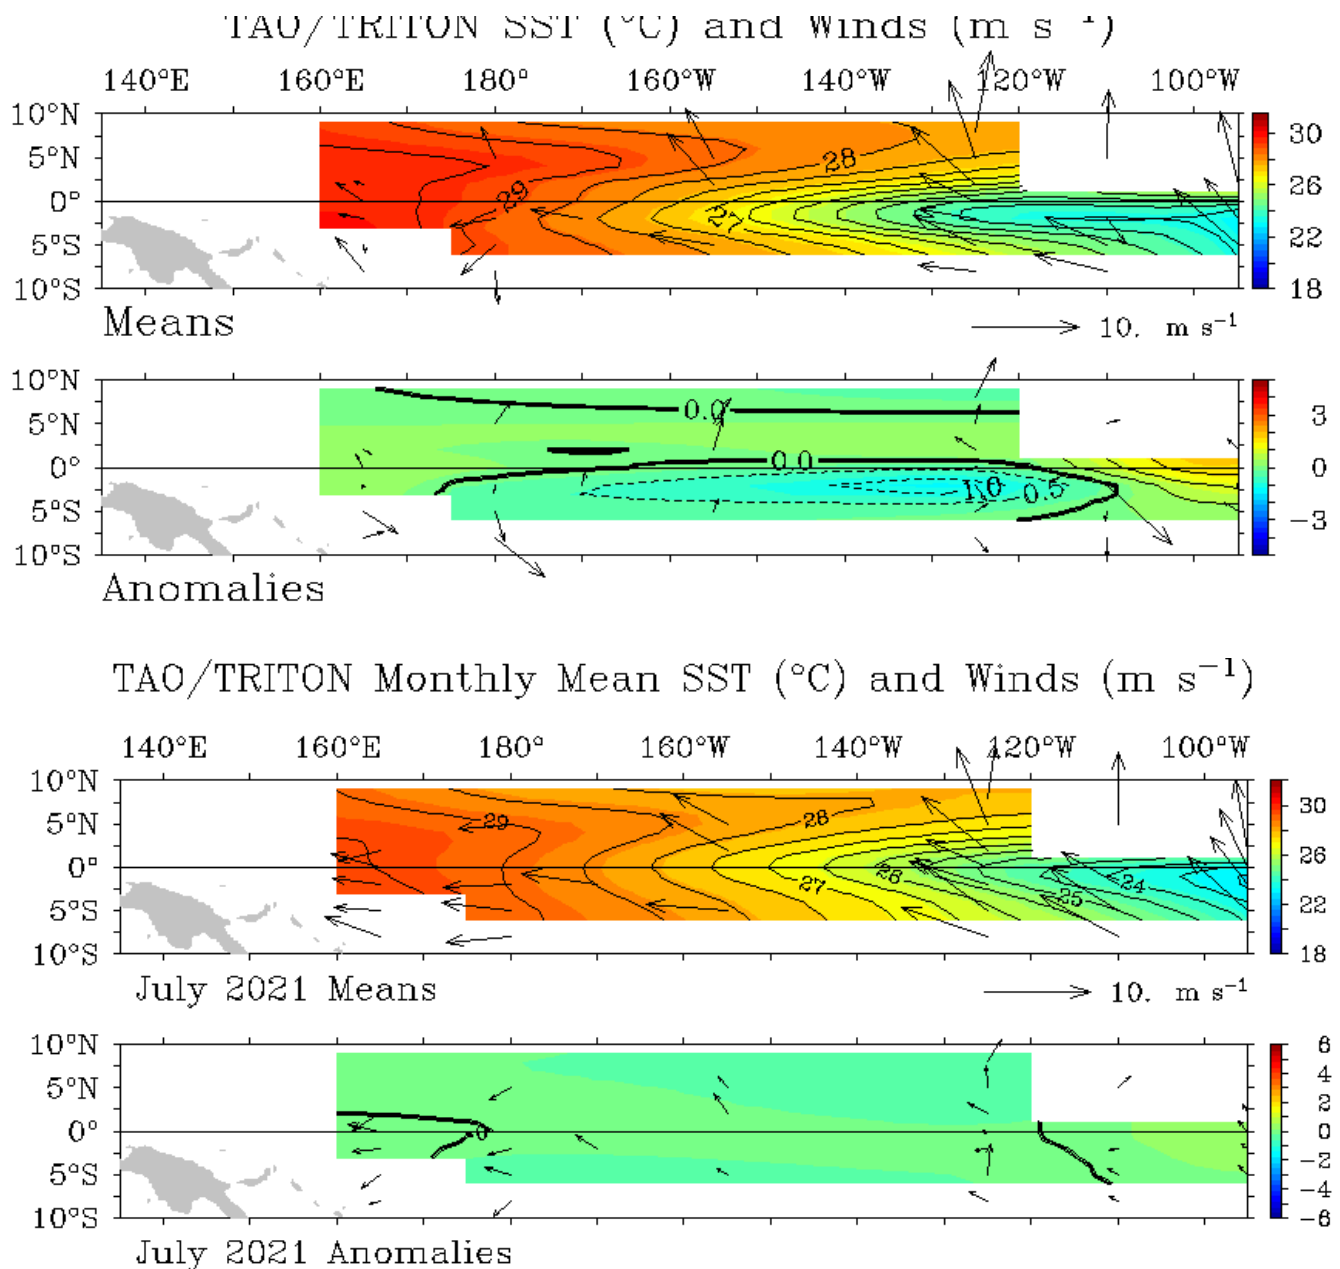 TAO/TRITON SST (°C) and Winds (m s⁻¹)
140°E 160°E 180° 160°W 140°W 120°W 100°W
10°N
5°N
0°
5°S
10°S
28
29
27
30
26
22
18
Means
10. m s⁻¹
10°N
5°N
0°
5°S
10°S
0.0
0.0
1.0
0.5
3
0
−3
Anomalies
TAO/TRITON Monthly Mean SST (°C) and Winds (m s⁻¹)
140°E 160°E 180° 160°W 140°W 120°W 100°W
10°N
5°N
0°
5°S
10°S
29
28
27
26
25
24
30
26
22
18
July 2021 Means
10. m s⁻¹
10°N
5°N
0°
5°S
10°S
0
6
4
2
0
−2
−4
−6
July 2021 Anomalies